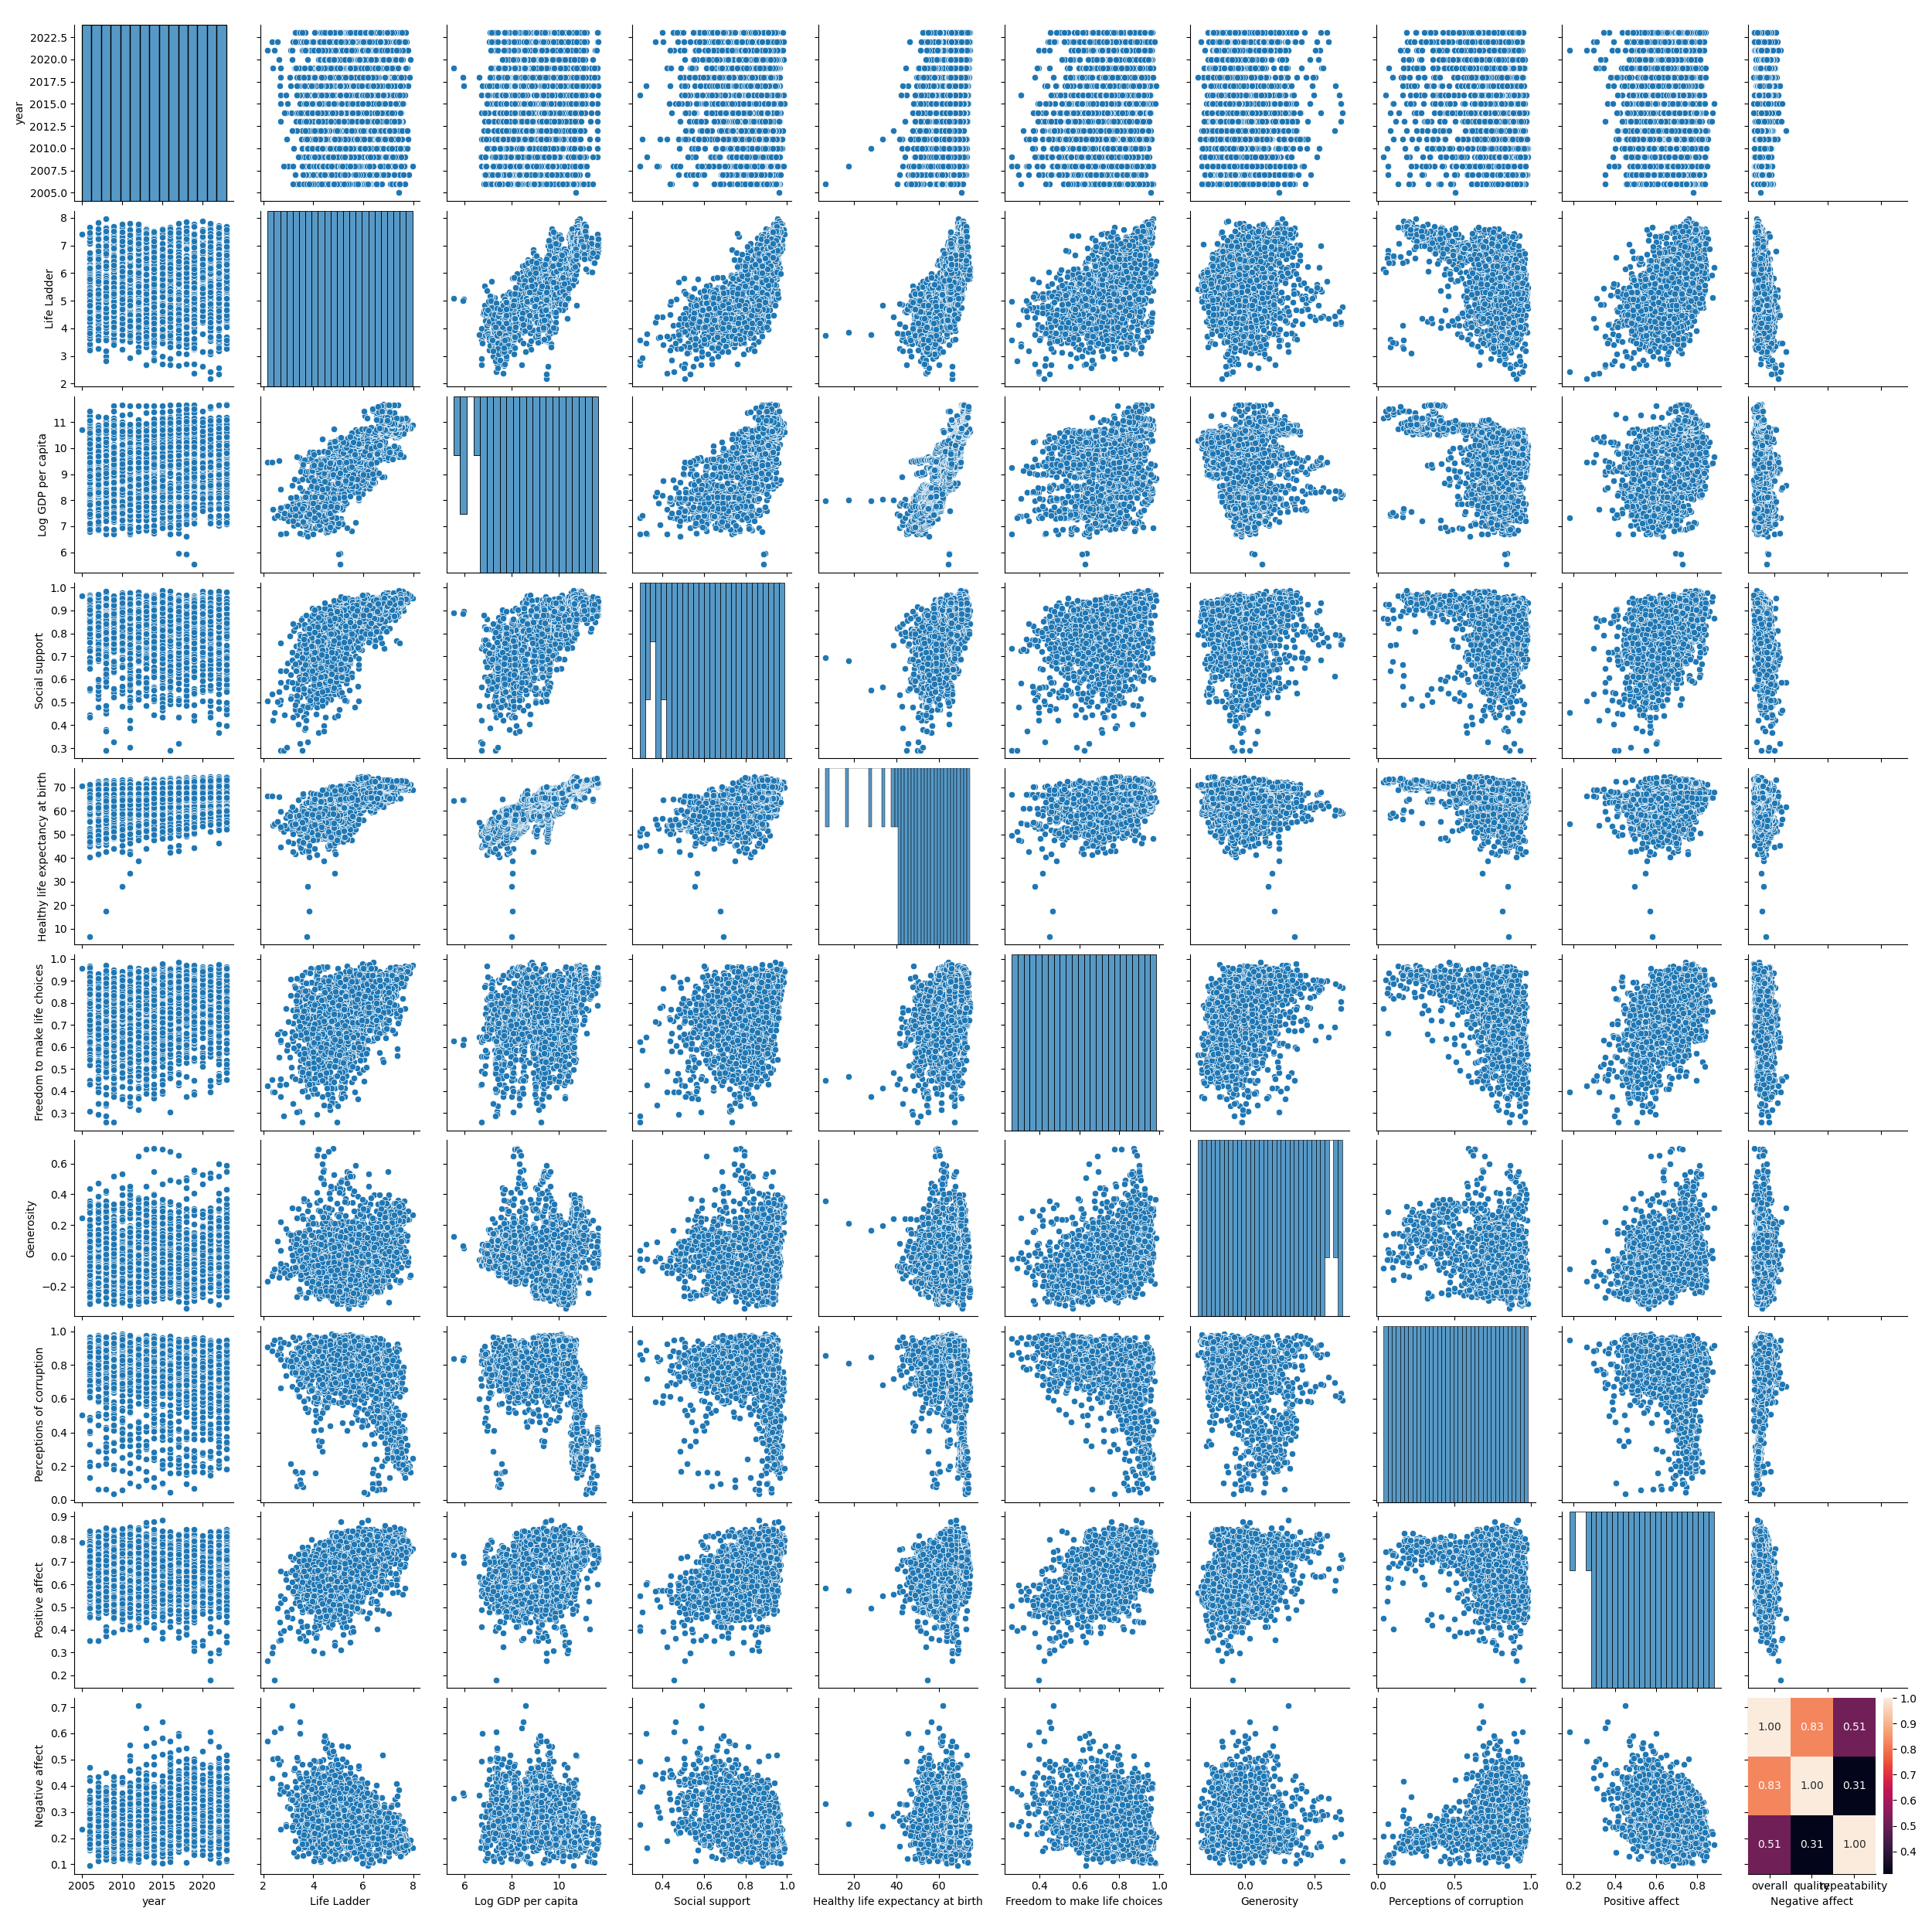 2022.5
2020.0
2017.5
2015.0
2012.5
2010.0
2007.5
2005.0
year
8
7
6
5
4
3
2
Life Ladder
11
10
9
8
7
6
Log GDP per capita
1.0
0.9
0.8
0.7
0.6
0.5
0.4
0.3
Social support
70
60
50
40
30
20
10
Healthy life expectancy at birth
1.0
0.9
0.8
0.7
0.6
0.5
0.4
0.3
Freedom to make life choices
0.6
0.4
0.2
0.0
−0.2
Generosity
1.0
0.8
0.6
0.4
0.2
0.0
Perceptions of corruption
0.9
0.8
0.7
0.6
0.5
0.4
0.3
0.2
Positive affect
0.7
0.6
0.5
0.4
0.3
0.2
0.1
Negative affect
1.00 0.83 0.51
0.83 1.00 0.31
0.51 0.31 1.00
1.0
0.9
0.8
0.7
0.6
0.5
0.4
2005 2010 2015 2020
year
2 4 6 8
Life Ladder
6 8 10
Log GDP per capita
0.4 0.6 0.8 1.0
Social support
20 40 60
Healthy life expectancy at birth
0.4 0.6 0.8 1.0
Freedom to make life choices
0.0 0.5
Generosity
0.0 0.5 1.0
Perceptions of corruption
0.2 0.4 0.6 0.8
Positive affect
overall quality repeatability
Negative affect